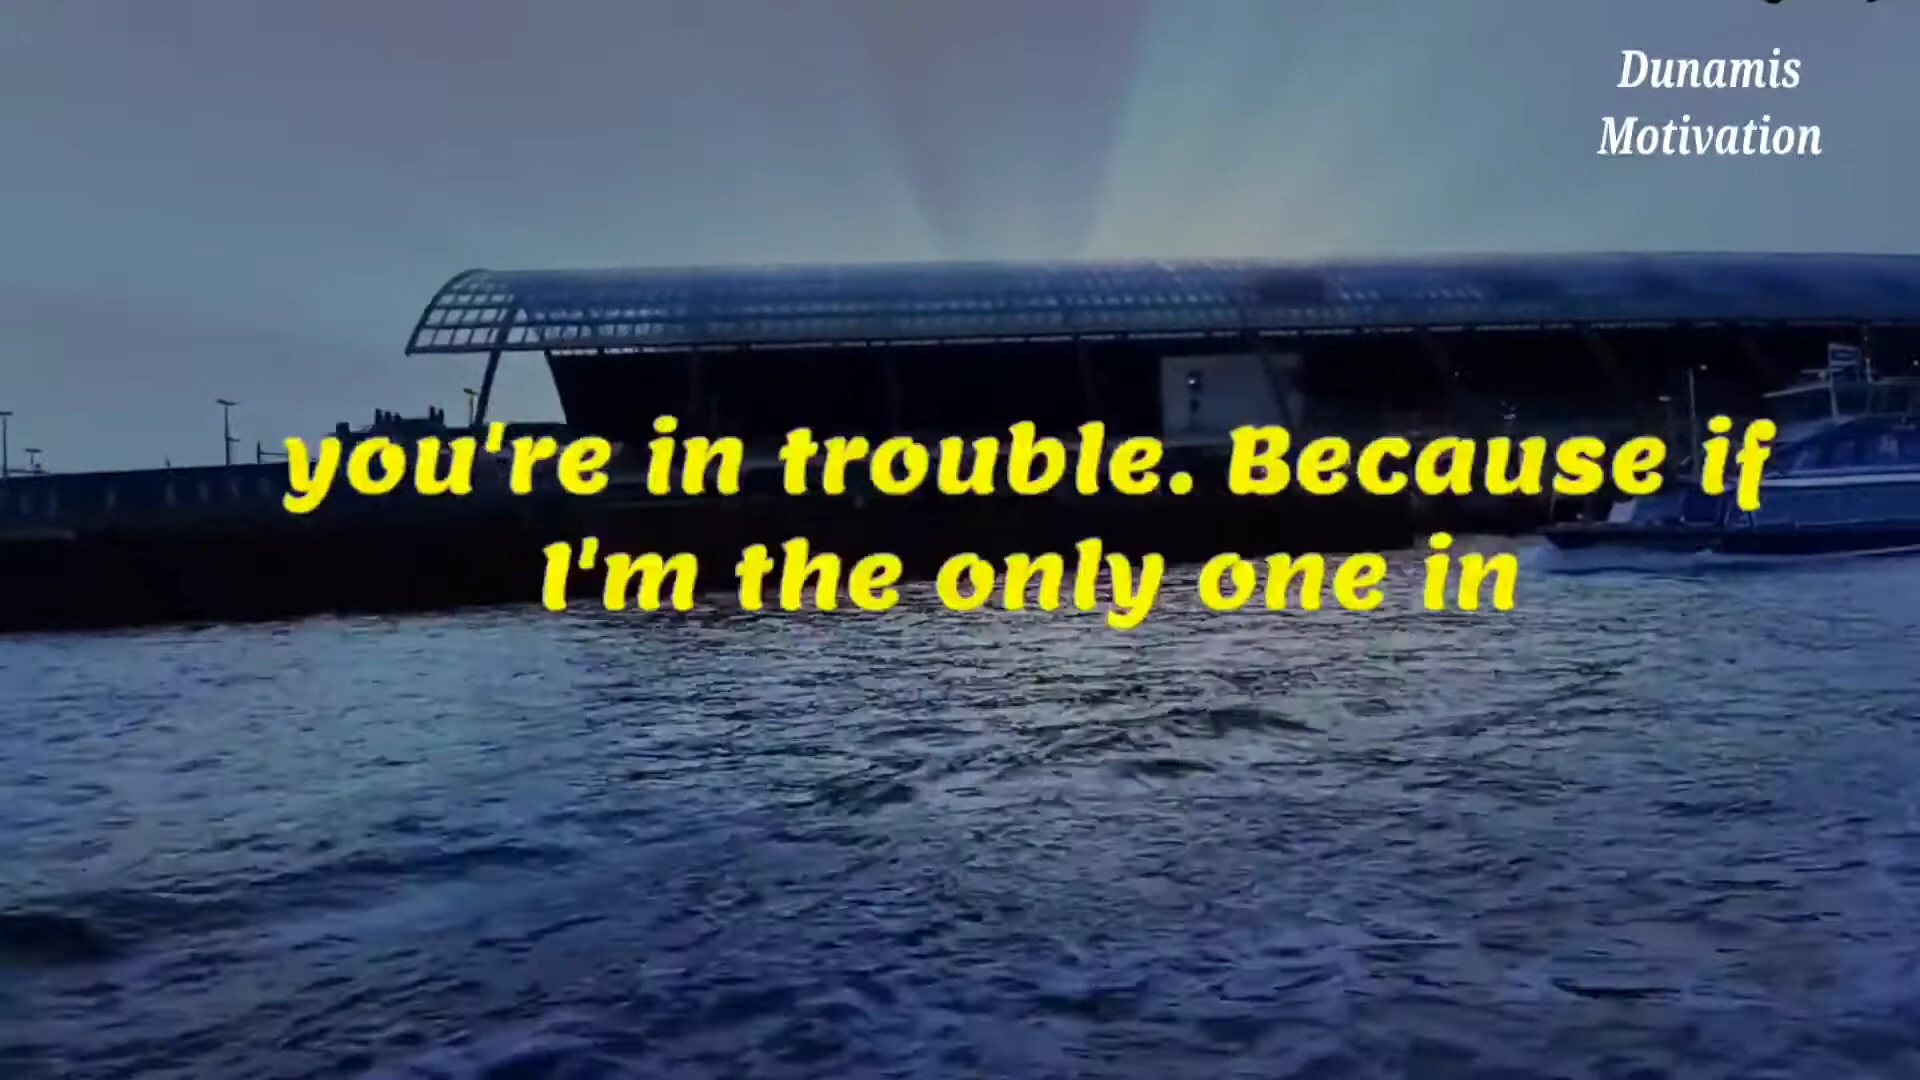 Dunamis
Motivation
you're in trouble. Because if
I'm the only one in